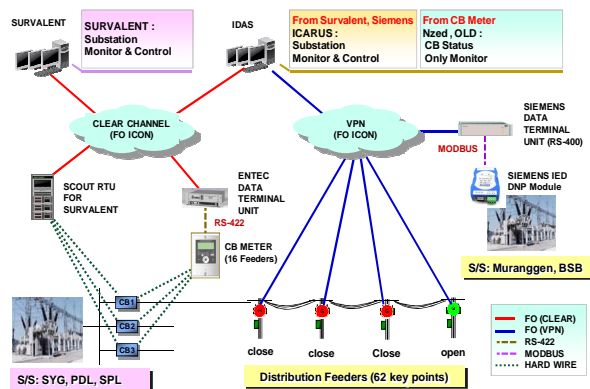 SURVALENT
SURVALENT :
Substation
Monitor & Control
IDAS
From Survalent, Siemens
ICARUS :
Substation
Monitor & Control
From CB Meter
Nzed , OLD :
CB Status
Only Monitor
CLEAR CHANNEL
(FO ICON)
VPN
(FO ICON)
MODBUS
SIEMENS
DATA
TERMINAL
UNIT (RS-400)
SCOUT RTU
FOR
SURVALENT
ENTEC
DATA
TERMINAL
UNIT
RS-422
CB METER
(16 Feeders)
SIEMENS IED
DNP Module
S/S: Muranggen, BSB
CB1
CB2
CB3
close
close
Close
open
S/S: SYG, PDL, SPL
Distribution Feeders (62 key points)
FO (CLEAR)
FO (VPN)
RS-422
MODBUS
HARD WIRE